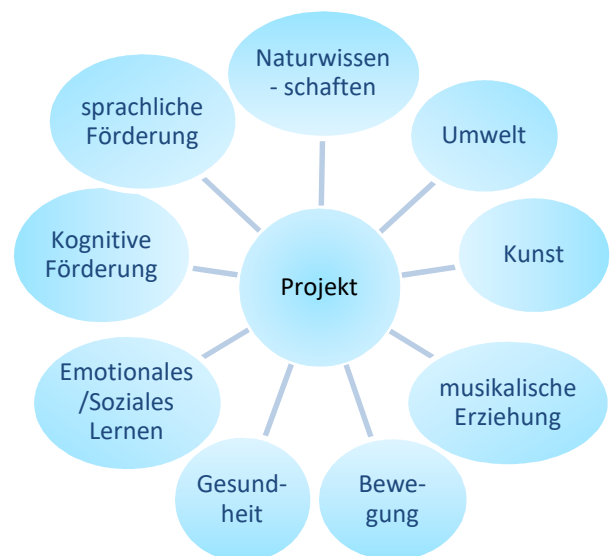 Naturwissen
- schaften
Umwelt
Kunst
musikalische
Erziehung
Bewe-
gung
Gesund-
heit
Emotionales
/Soziales
Lernen
Kognitive
Förderung
sprachliche
Förderung
Projekt